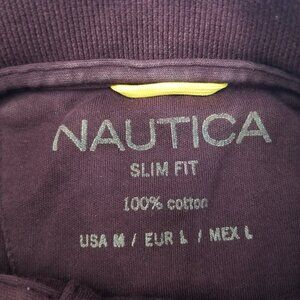 NAUTICA
SLIM FIT
100% cotton
USA M / EUR L / MEX L